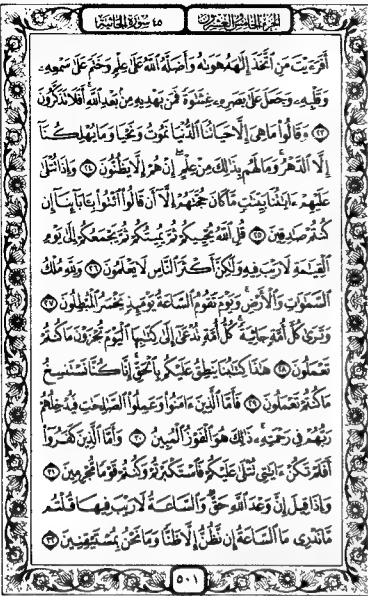 الجزء الخامس والعشرون ٤٥ سورة الجاثية
أَفَرَءَيْتَ مَنِ ٱتَّخَذَ إِلَٰهَهُۥ هَوَىٰهُ وَأَضَلَّهُ ٱللَّهُ عَلَىٰ عِلْمٍ وَخَتَمَ عَلَىٰ سَمْعِهِۦ
وَقَلْبِهِۦ وَجَعَلَ عَلَىٰ بَصَرِهِۦ غِشَٰوَةً فَمَن يَهْدِيهِ مِنۢ بَعْدِ ٱللَّهِ ۚ أَفَلَا تَذَكَّرُونَ
٢٣ وَقَالُوا۟ مَا هِىَ إِلَّا حَيَاتُنَا ٱلدُّنْيَا نَمُوتُ وَنَحْيَا وَمَا يُهْلِكُنَآ
إِلَّا ٱلدَّهْرُ ۚ وَمَا لَهُم بِذَٰلِكَ مِنْ عِلْمٍ ۖ إِنْ هُمْ إِلَّا يَظُنُّونَ ٢٤ وَإِذَا تُتْلَىٰ
عَلَيْهِمْ ءَايَٰتُنَا بَيِّنَٰتٍ مَّا كَانَ حُجَّتَهُمْ إِلَّآ أَن قَالُوا۟ ٱئْتُوا۟ بِـَٔابَآئِنَآ إِن
كُنتُمْ صَٰدِقِينَ ٢٥ قُلِ ٱللَّهُ يُحْيِيكُمْ ثُمَّ يُمِيتُكُمْ ثُمَّ يَجْمَعُكُمْ إِلَىٰ يَوْمِ
ٱلْقِيَٰمَةِ لَا رَيْبَ فِيهِ وَلَٰكِنَّ أَكْثَرَ ٱلنَّاسِ لَا يَعْلَمُونَ ٢٦ وَلِلَّهِ مُلْكُ
ٱلسَّمَٰوَٰتِ وَٱلْأَرْضِ ۚ وَيَوْمَ تَقُومُ ٱلسَّاعَةُ يَوْمَئِذٍ يَخْسَرُ ٱلْمُبْطِلُونَ ٢٧
وَتَرَىٰ كُلَّ أُمَّةٍ جَاثِيَةً ۚ كُلُّ أُمَّةٍ تُدْعَىٰٓ إِلَىٰ كِتَٰبِهَا ٱلْيَوْمَ تُجْزَوْنَ مَا كُنتُمْ
تَعْمَلُونَ ٢٨ هَٰذَا كِتَٰبُنَا يَنطِقُ عَلَيْكُم بِٱلْحَقِّ ۚ إِنَّا كُنَّا نَسْتَنسِخُ
مَا كُنتُمْ تَعْمَلُونَ ٢٩ فَأَمَّا ٱلَّذِينَ ءَامَنُوا۟ وَعَمِلُوا۟ ٱلصَّٰلِحَٰتِ فَيُدْخِلُهُمْ
رَبُّهُمْ فِى رَحْمَتِهِۦ ۚ ذَٰلِكَ هُوَ ٱلْفَوْزُ ٱلْمُبِينُ ٣٠ وَأَمَّا ٱلَّذِينَ كَفَرُوٓا۟
أَفَلَمْ تَكُنْ ءَايَٰتِى تُتْلَىٰ عَلَيْكُمْ فَٱسْتَكْبَرْتُمْ وَكُنتُمْ قَوْمًا مُّجْرِمِينَ ٣١
وَإِذَا قِيلَ إِنَّ وَعْدَ ٱللَّهِ حَقٌّ وَٱلسَّاعَةُ لَا رَيْبَ فِيهَا قُلْتُم
مَّا نَدْرِى مَا ٱلسَّاعَةُ إِن نَّظُنُّ إِلَّا ظَنًّا وَمَا نَحْنُ بِمُسْتَيْقِنِينَ ٣٢
٥٠١